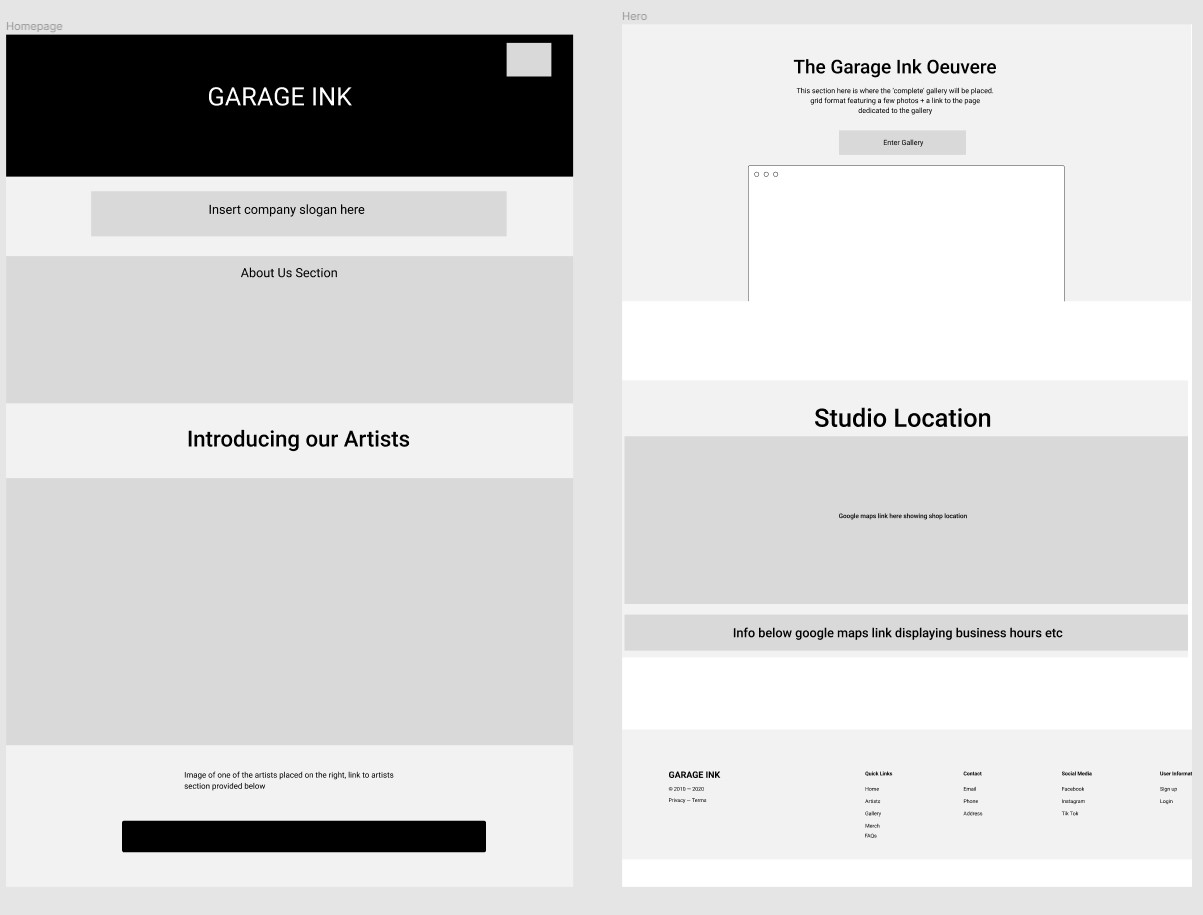 Homepage
GARAGE INK
Insert company slogan here
About Us Section
Introducing our Artists
Image of one of the artists placed on the right, link to artists
section provided below
Hero
The Garage Ink Oeuvere
This section here is where the 'complete' gallery will be placed.
grid format featuring a few photos + a link to the page
dedicated to the gallery
Enter Gallery
Studio Location
Google maps link here showing shop location
Info below google maps link displaying business hours etc
GARAGE INK
© 2010 — 2020
Privacy — Terms
Quick Links
Home
Artists
Gallery
Merch
FAQs
Contact
Email
Phone
Address
Social Media
Facebook
Instagram
Tik Tok
User Informat
Sign up
Login